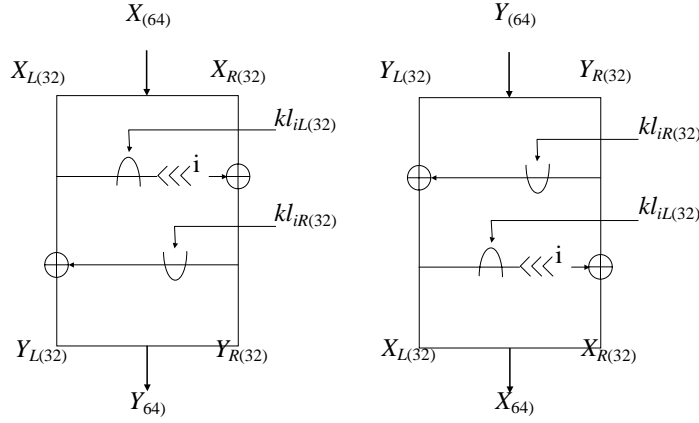 X(64) Y(64)
XL(32) XR(32) YL(32) YR(32)
kliL(32)
kliR(32)
<<< i
kliR(32)
kliL(32)
<<< i
YL(32) YR(32) XL(32) XR(32)
Y64) X64)